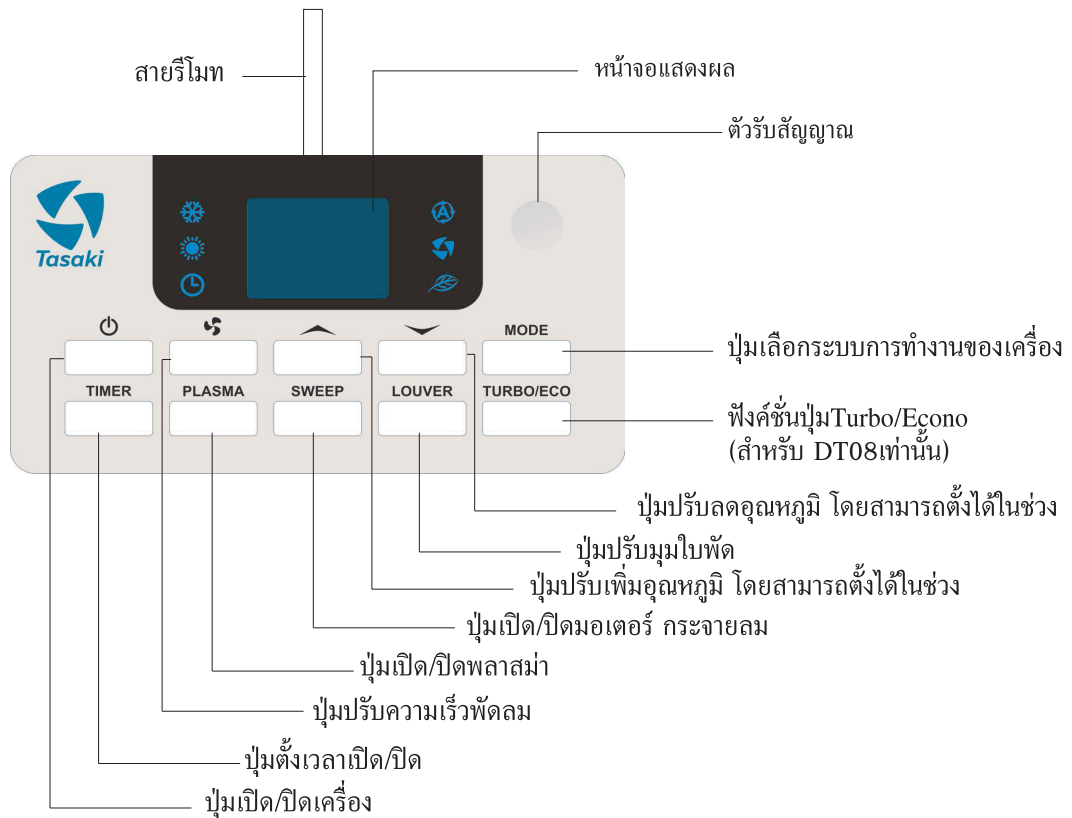 สายรีโมท
หน้าจอแสดงผล
ตัวรับสัญญาณ
Tasaki
A
MODE
ปุ่มเลือกระบบการทำงานของเครื่อง
TIMER PLASMA SWEEP LOUVER TURBO/ECO
ฟังค์ชั่นปุ่มTurbo/Econo
(สำหรับ DT08เท่านั้น)
ปุ่มปรับลดอุณหภูมิ โดยสามารถตั้งได้ในช่วง
ปุ่มปรับมุมใบพัด
ปุ่มปรับเพิ่มอุณหภูมิ โดยสามารถตั้งได้ในช่วง
ปุ่มเปิด/ปิดมอเตอร์ กระจายลม
ปุ่มเปิด/ปิดพลาสม่า
ปุ่มปรับความเร็วพัดลม
ปุ่มตั้งเวลาเปิด/ปิด
ปุ่มเปิด/ปิดเครื่อง